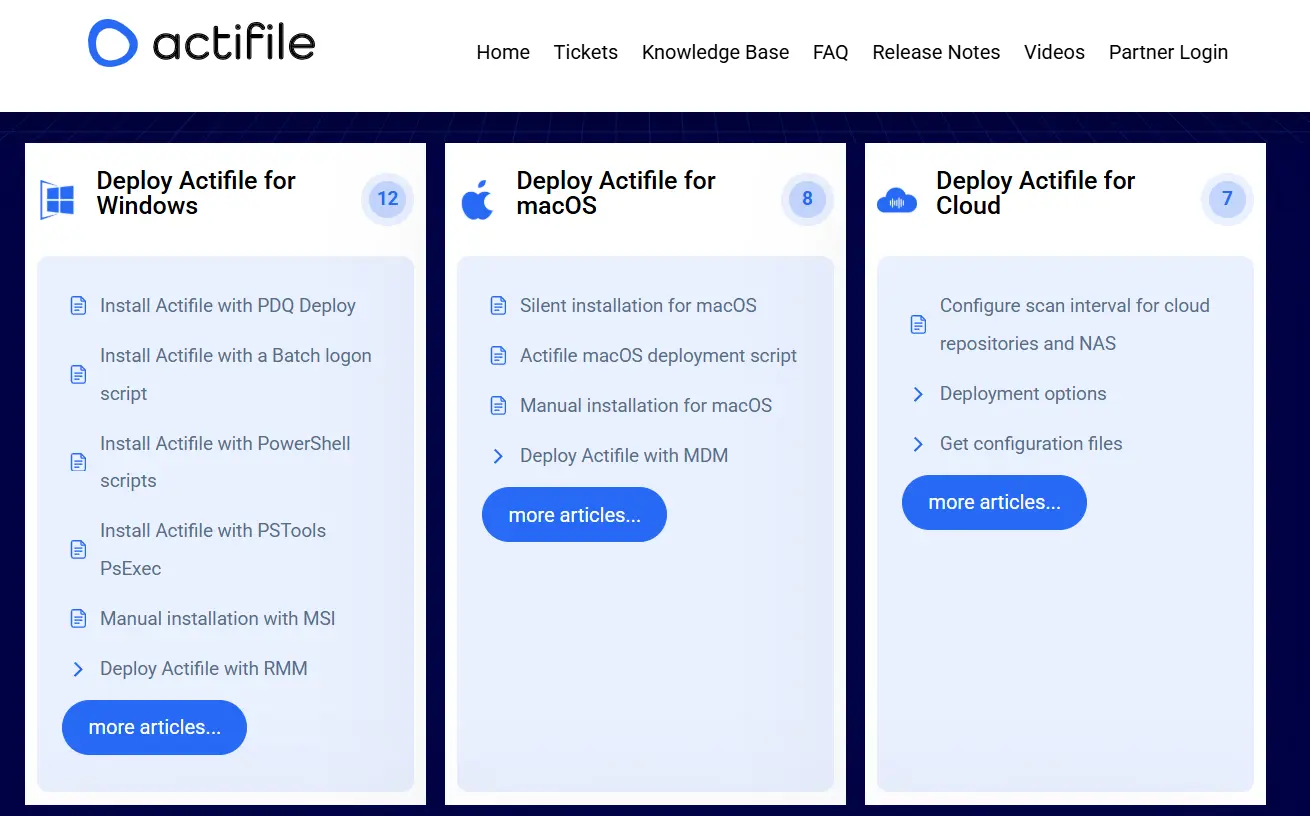 actifile
Home Tickets Knowledge Base FAQ Release Notes Videos Partner Login
Deploy Actifile for
Windows
12
Install Actifile with PDQ Deploy
Install Actifile with a Batch logon
script
Install Actifile with PowerShell
scripts
Install Actifile with PSTools
PsExec
Manual installation with MSI
Deploy Actifile with RMM
more articles...
Deploy Actifile for
macOS
8
Silent installation for macOS
Actifile macOS deployment script
Manual installation for macOS
Deploy Actifile with MDM
more articles...
Deploy Actifile for
Cloud
7
Configure scan interval for cloud
repositories and NAS
Deployment options
Get configuration files
more articles...